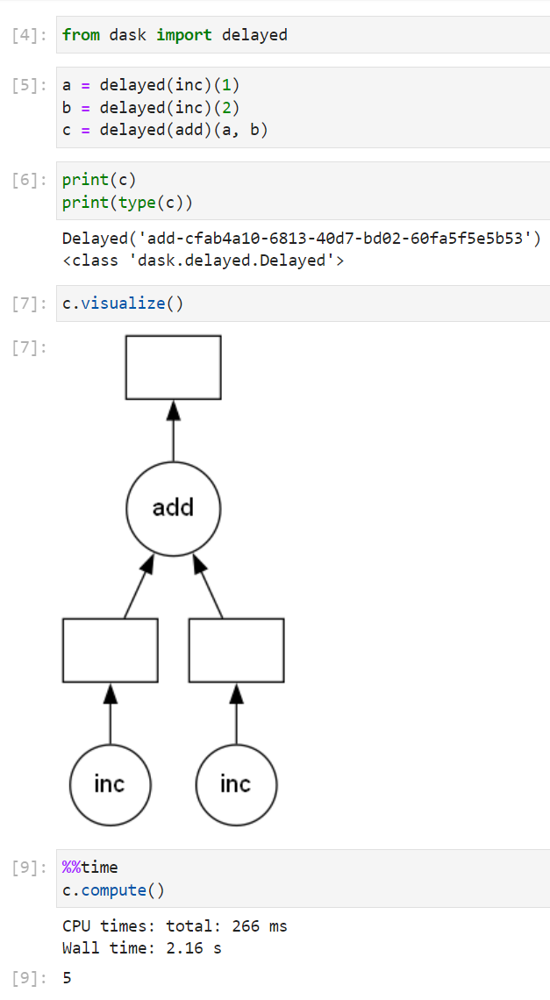 [4]: from dask import delayed
[5]: a = delayed(inc)(1)
b = delayed(inc)(2)
c = delayed(add)(a, b)
[6]: print(c)
print(type(c))
Delayed('add-cfab4a10-6813-40d7-bd02-60fa5f5e5b53')
<class 'dask.delayed.Delayed'>
[7]: c.visualize()
[7]:
add
inc inc
[9]: %%time
c.compute()
CPU times: total: 266 ms
Wall time: 2.16 s
[9]: 5